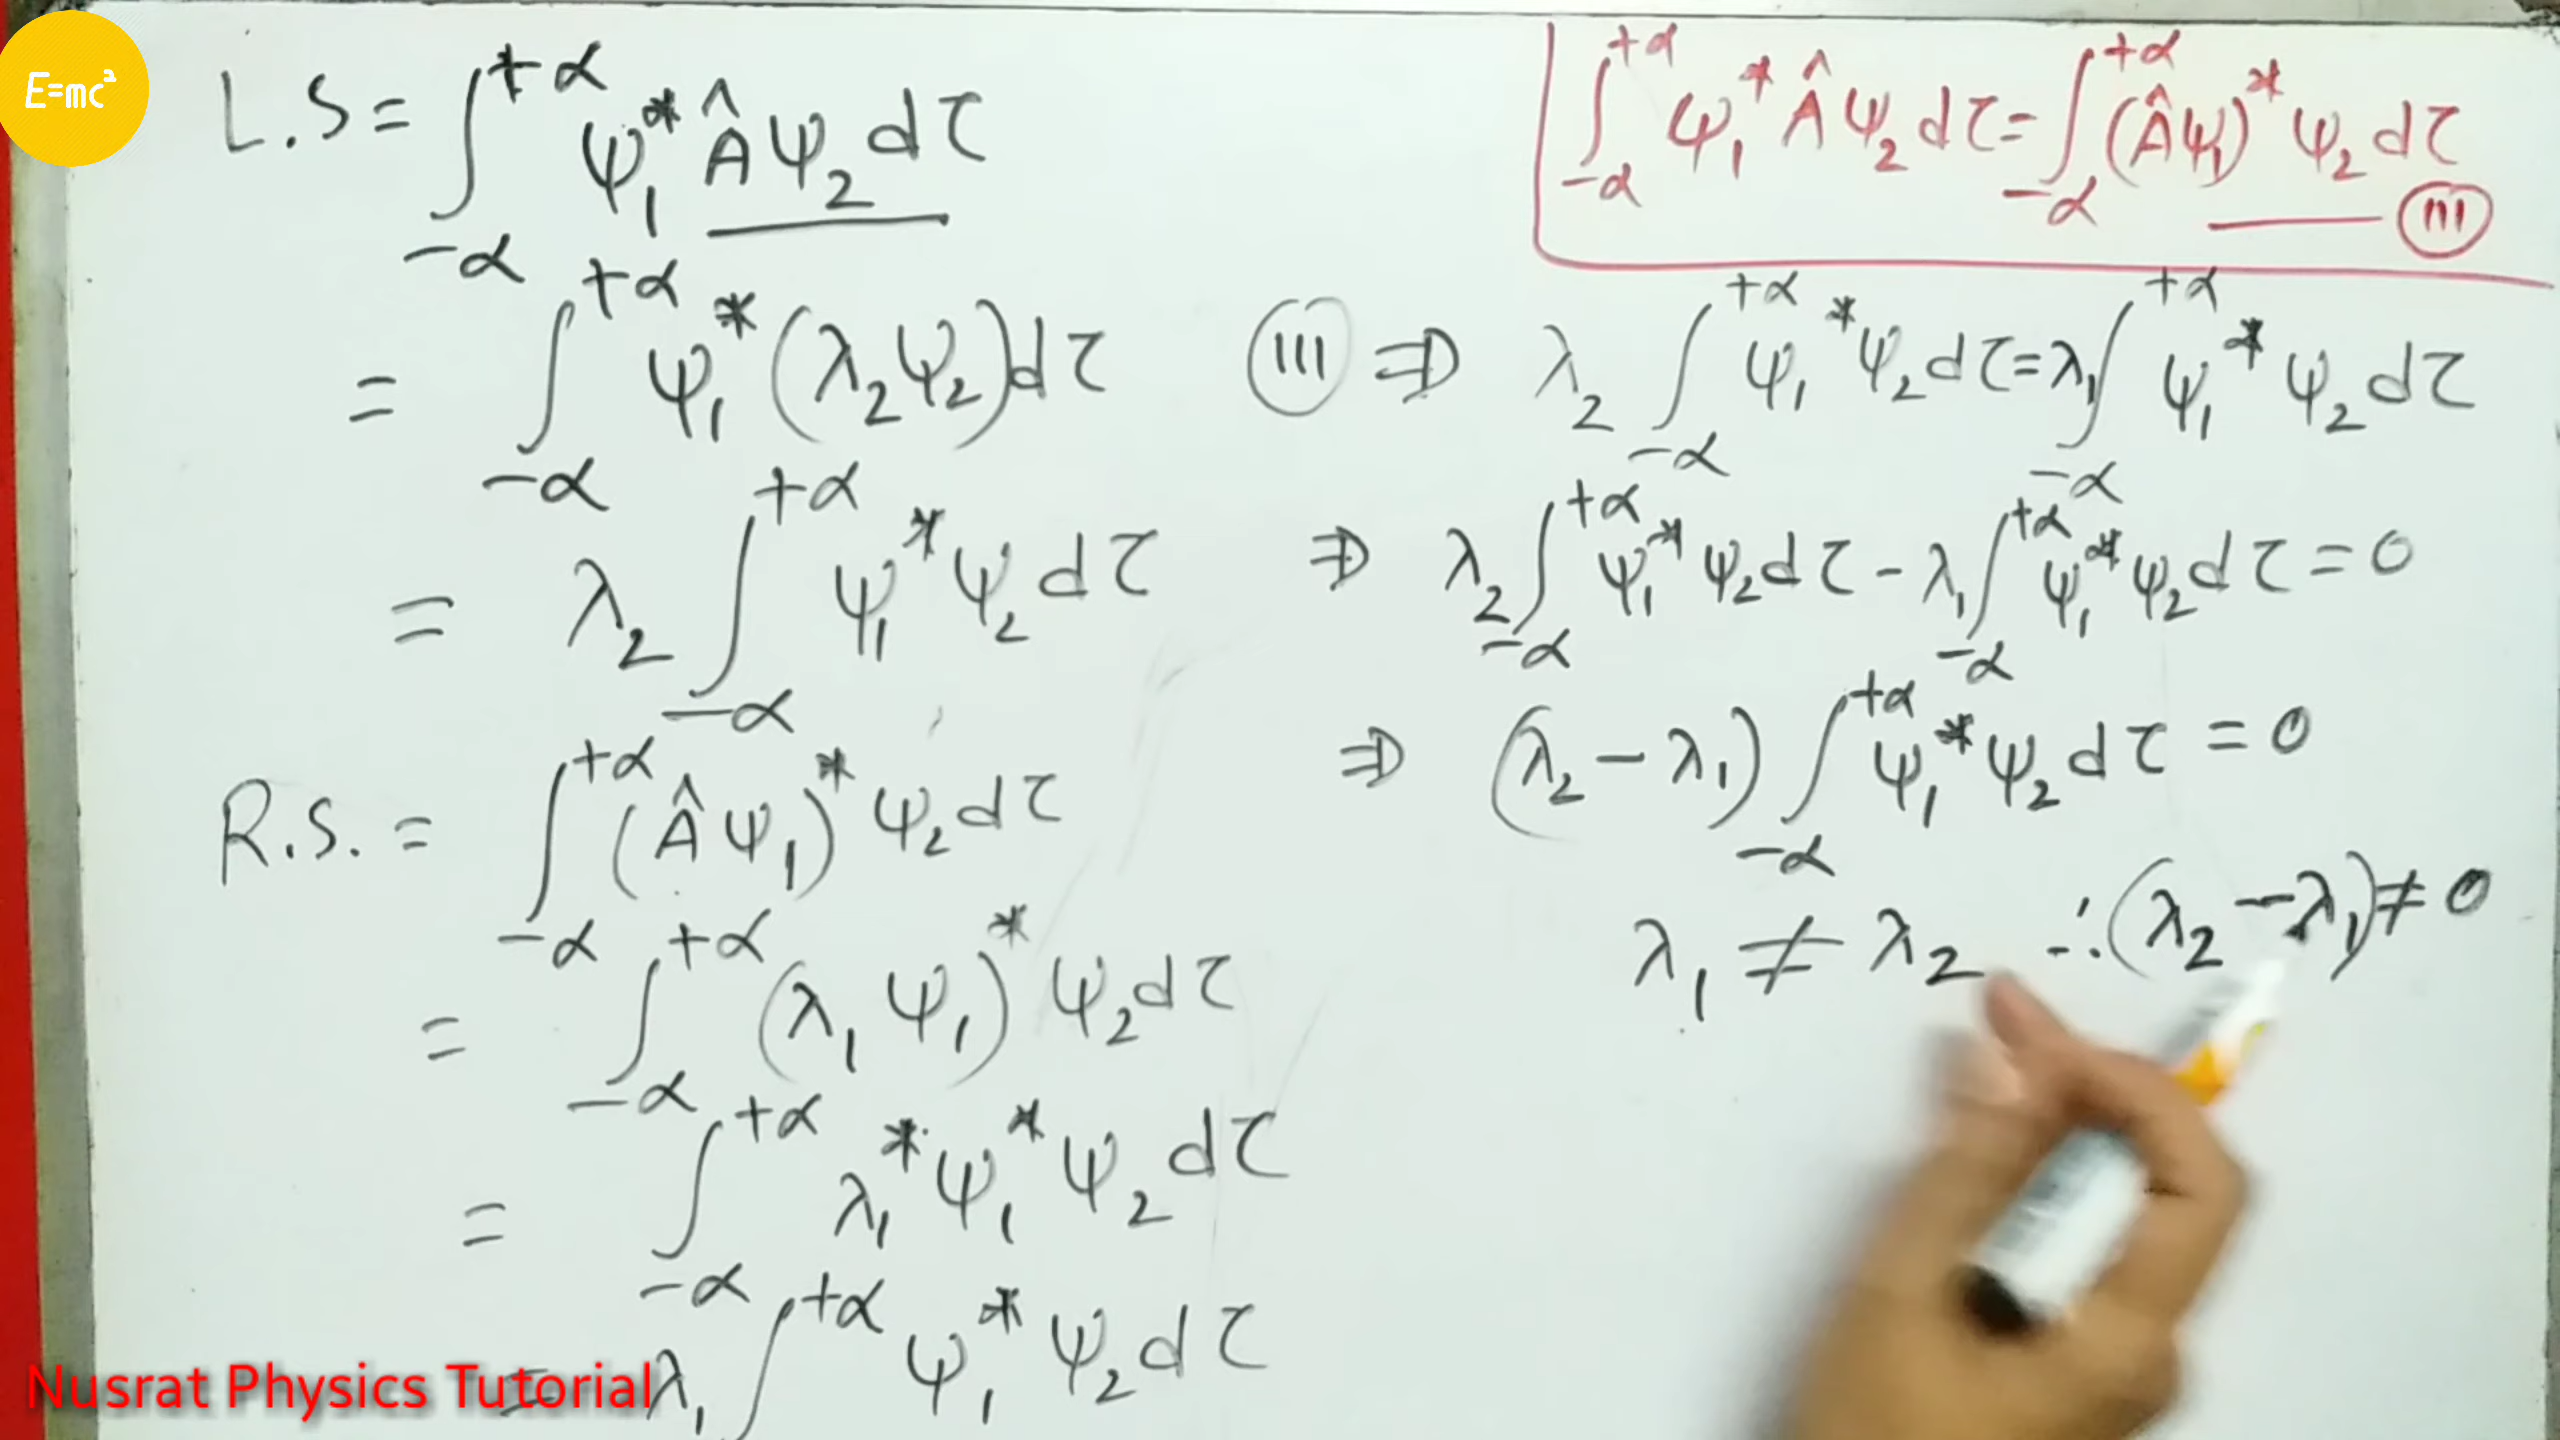 E=mc²
L.S = ∫_{-α}^{+α} ψ₁* Â ψ₂ dτ
= ∫_{-α}^{+α} ψ₁* (λ₂ψ₂) dτ
= λ₂ ∫_{-α}^{+α} ψ₁* ψ₂ dτ
R.S. = ∫_{-α}^{+α} (Â ψ₁)* ψ₂ dτ
= ∫_{-α}^{+α} (λ₁ ψ₁)* ψ₂ dτ
= ∫_{-α}^{+α} λ₁* ψ₁* ψ₂ dτ
= λ₁ ∫^{+α} ψ₁* ψ₂ dτ
∫_{-α}^{+α} ψ₁* Â ψ₂ dτ = ∫_{-α}^{+α} (Âψ₁)* ψ₂ dτ
— (III)
(III) ⇒ λ₂ ∫_{-α}^{+α} ψ₁* ψ₂ dτ = λ₁ ∫_{-α}^{+α} ψ₁* ψ₂ dτ
⇒ λ₂ ∫_{-α}^{+α} ψ₁* ψ₂ dτ - λ₁ ∫_{-α}^{+α} ψ₁* ψ₂ dτ = 0
⇒ (λ₂ - λ₁) ∫_{-α}^{+α} ψ₁* ψ₂ dτ = 0
λ₁ ≠ λ₂ ∴ (λ₂ - λ₁) ≠ 0
Nusrat Physics Tutorial